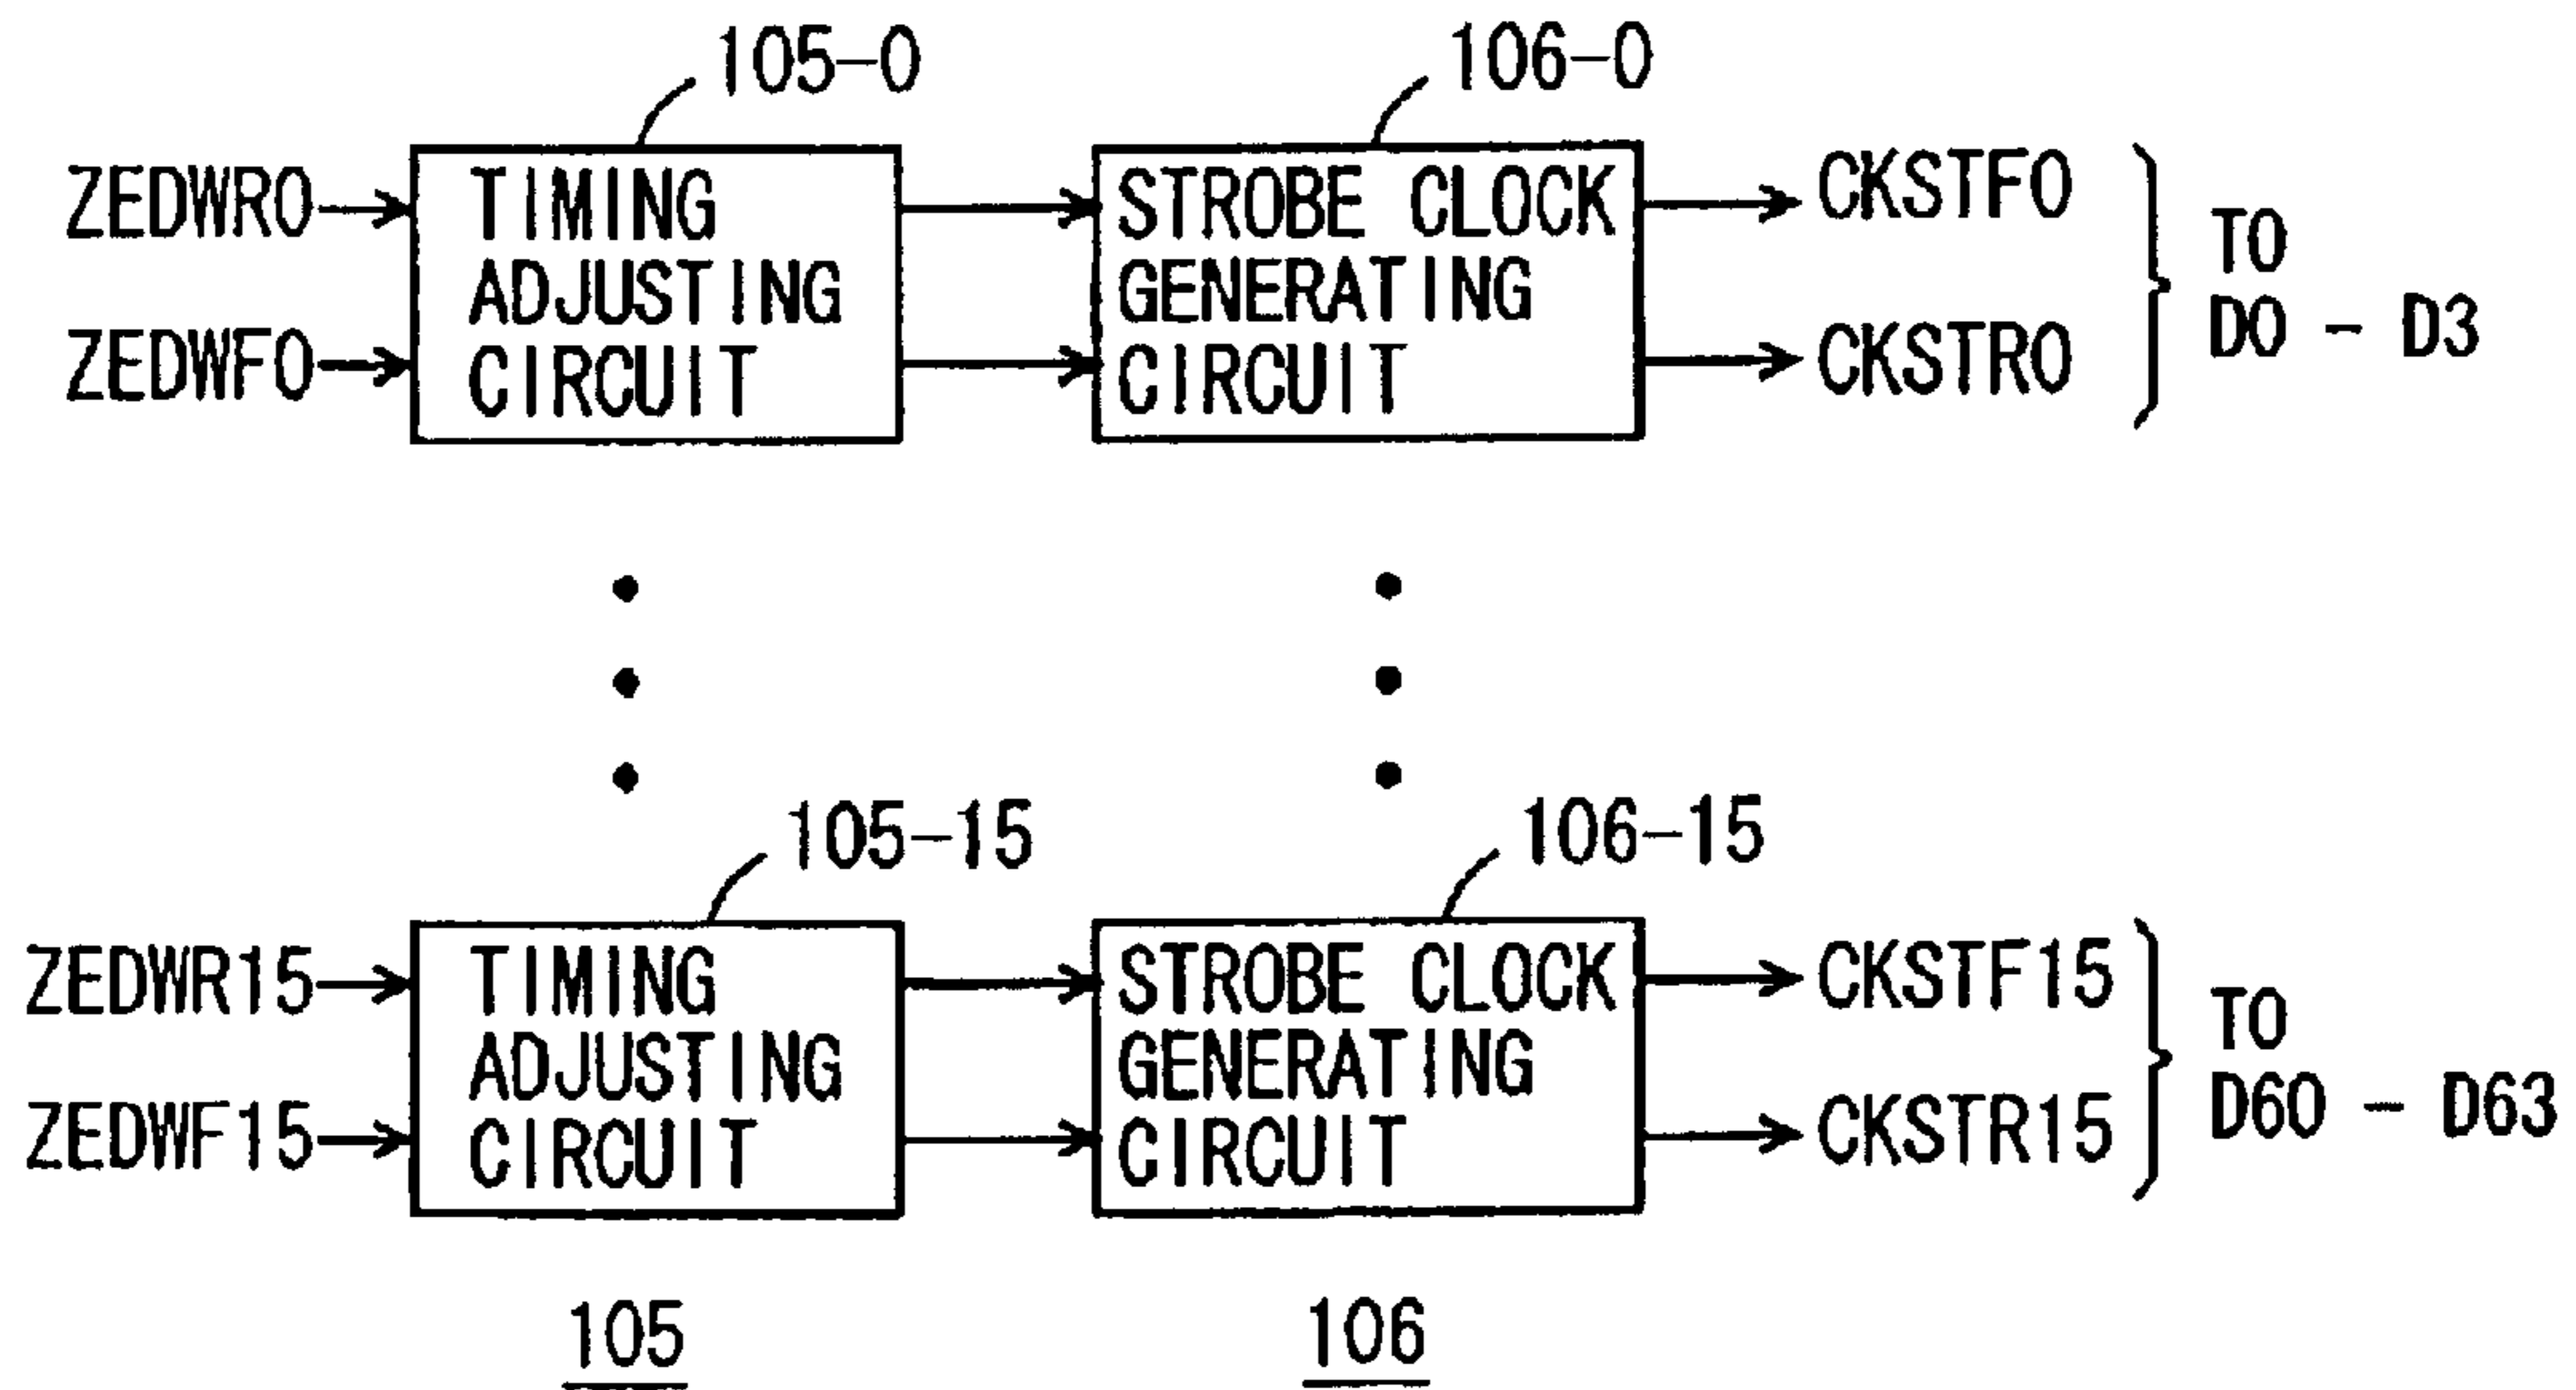 105-0
106-0
ZEDWR0
ZEDWF0
TIMING
ADJUSTING
CIRCUIT
STROBE CLOCK
GENERATING
CIRCUIT
CKSTF0
CKSTR0
TO
D0 - D3
105-15
106-15
ZEDWR15
ZEDWF15
TIMING
ADJUSTING
CIRCUIT
STROBE CLOCK
GENERATING
CIRCUIT
CKSTF15
CKSTR15
TO
D60 - D63
105
106